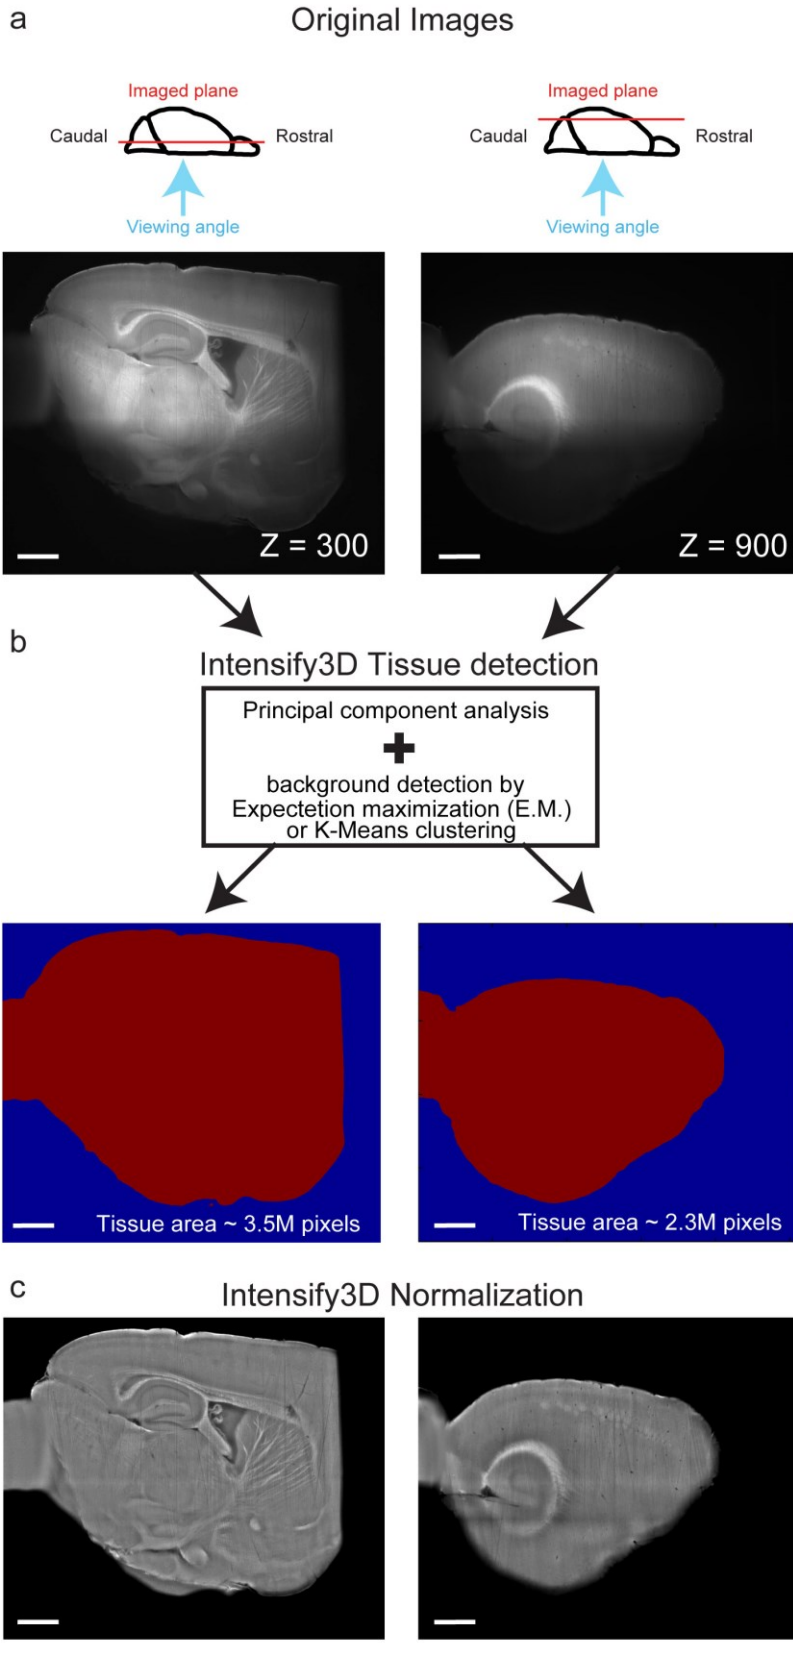 a
Original Images
Imaged plane
Caudal
Rostral
Viewing angle
Imaged plane
Caudal
Rostral
Viewing angle
Z = 300
Z = 900
b
Intensify3D Tissue detection
Principal component analysis
+
background detection by
Expectetion maximization (E.M.)
or K-Means clustering
Tissue area ~ 3.5M pixels
Tissue area ~ 2.3M pixels
c
Intensify3D Normalization